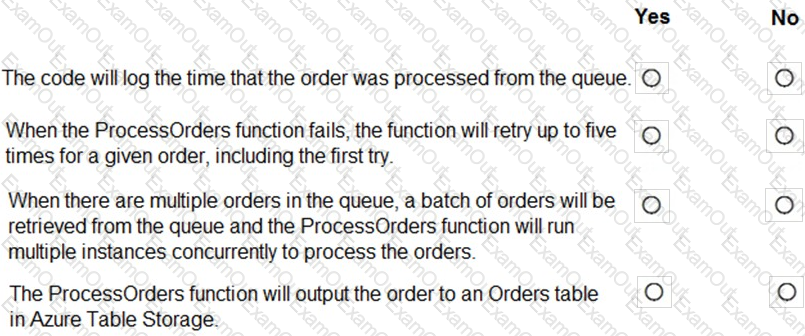 Yes No
The code will log the time that the order was processed from the queue.
When the ProcessOrders function fails, the function will retry up to five
times for a given order, including the first try.
When there are multiple orders in the queue, a batch of orders will be
retrieved from the queue and the ProcessOrders function will run
multiple instances concurrently to process the orders.
The ProcessOrders function will output the order to an Orders table
in Azure Table Storage.